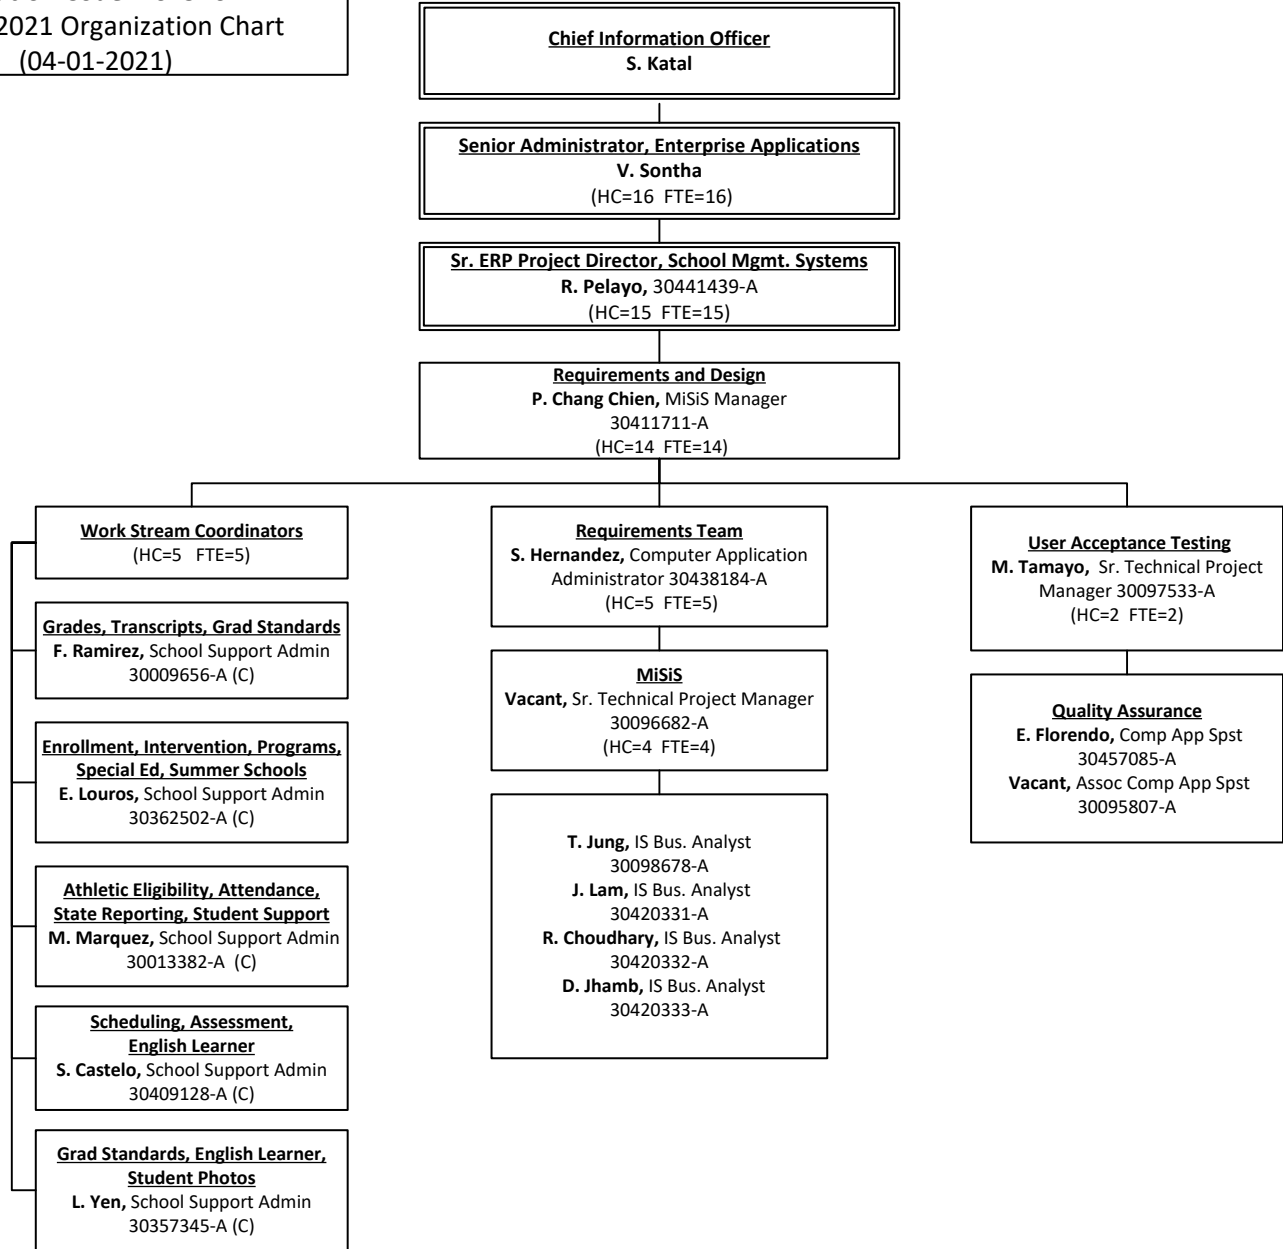 2021 Organization Chart
(04-01-2021)
Chief Information Officer
S. Katal
Senior Administrator, Enterprise Applications
V. Sontha
(HC=16 FTE=16)
Sr. ERP Project Director, School Mgmt. Systems
R. Pelayo, 30441439-A
(HC=15 FTE=15)
Requirements and Design
P. Chang Chien, MiSiS Manager
30411711-A
(HC=14 FTE=14)
Work Stream Coordinators
(HC=5 FTE=5)
Grades, Transcripts, Grad Standards
F. Ramirez, School Support Admin
30009656-A (C)
Enrollment, Intervention, Programs,
Special Ed, Summer Schools
E. Louros, School Support Admin
30362502-A (C)
Athletic Eligibility, Attendance,
State Reporting, Student Support
M. Marquez, School Support Admin
30013382-A (C)
Scheduling, Assessment,
English Learner
S. Castelo, School Support Admin
30409128-A (C)
Grad Standards, English Learner,
Student Photos
L. Yen, School Support Admin
30357345-A (C)
Requirements Team
S. Hernandez, Computer Application
Administrator 30438184-A
(HC=5 FTE=5)
MiSiS
Vacant, Sr. Technical Project Manager
30096682-A
(HC=4 FTE=4)
T. Jung, IS Bus. Analyst
30098678-A
J. Lam, IS Bus. Analyst
30420331-A
R. Choudhary, IS Bus. Analyst
30420332-A
D. Jhamb, IS Bus. Analyst
30420333-A
User Acceptance Testing
M. Tamayo, Sr. Technical Project
Manager 30097533-A
(HC=2 FTE=2)
Quality Assurance
E. Florendo, Comp App Spst
30457085-A
Vacant, Assoc Comp App Spst
30095807-A